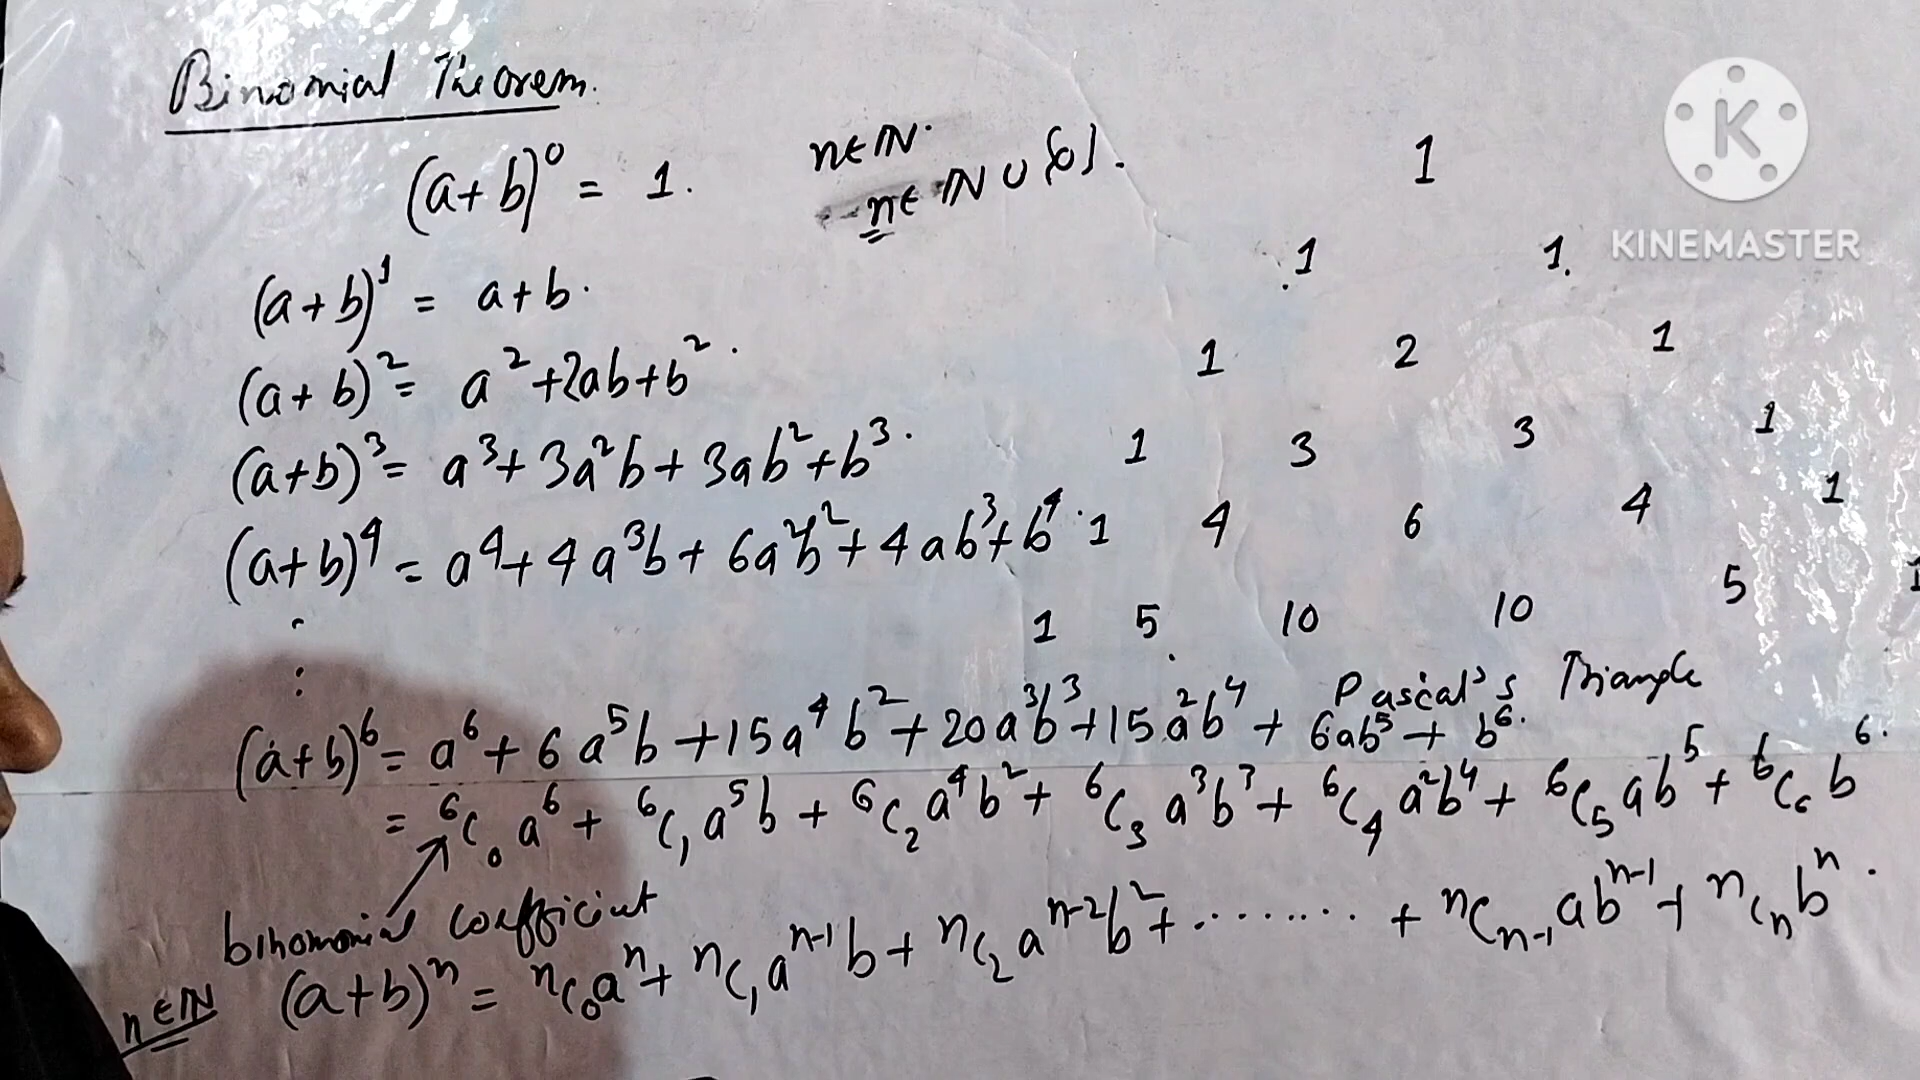 Binomial Theorem.
(a+b)⁰ = 1.
n∈ℕ.
n∈ ℕ ∪ {0}.
1
K
KINEMASTER
(a+b)¹ = a+b.
1 1.
(a+b)² = a²+2ab+b².
1 2 1
(a+b)³ = a³+3a²b+3ab²+b³.
1 3 3 1
(a+b)⁴ = a⁴+4a³b+6a²b²+4ab³+b⁴.
1 4 6 4 1
1 5 10 10 5 1
Pascal's Triangle
(a+b)⁶ = a⁶+6a⁵b+15a⁴b²+20a³b³+15a²b⁴+6ab⁵+b⁶.
= ⁶C₀a⁶+⁶C₁a⁵b+⁶C₂a⁴b²+⁶C₃a³b³+⁶C₄a²b⁴+⁶C₅ab⁵+⁶C₆b⁶.
binomial coefficient
n∈ℕ (a+b)ⁿ = ⁿC₀aⁿ+ⁿC₁aⁿ⁻¹b+ⁿC₂aⁿ⁻²b²+........+ⁿCₙ₋₁abⁿ⁻¹+ⁿCₙbⁿ.